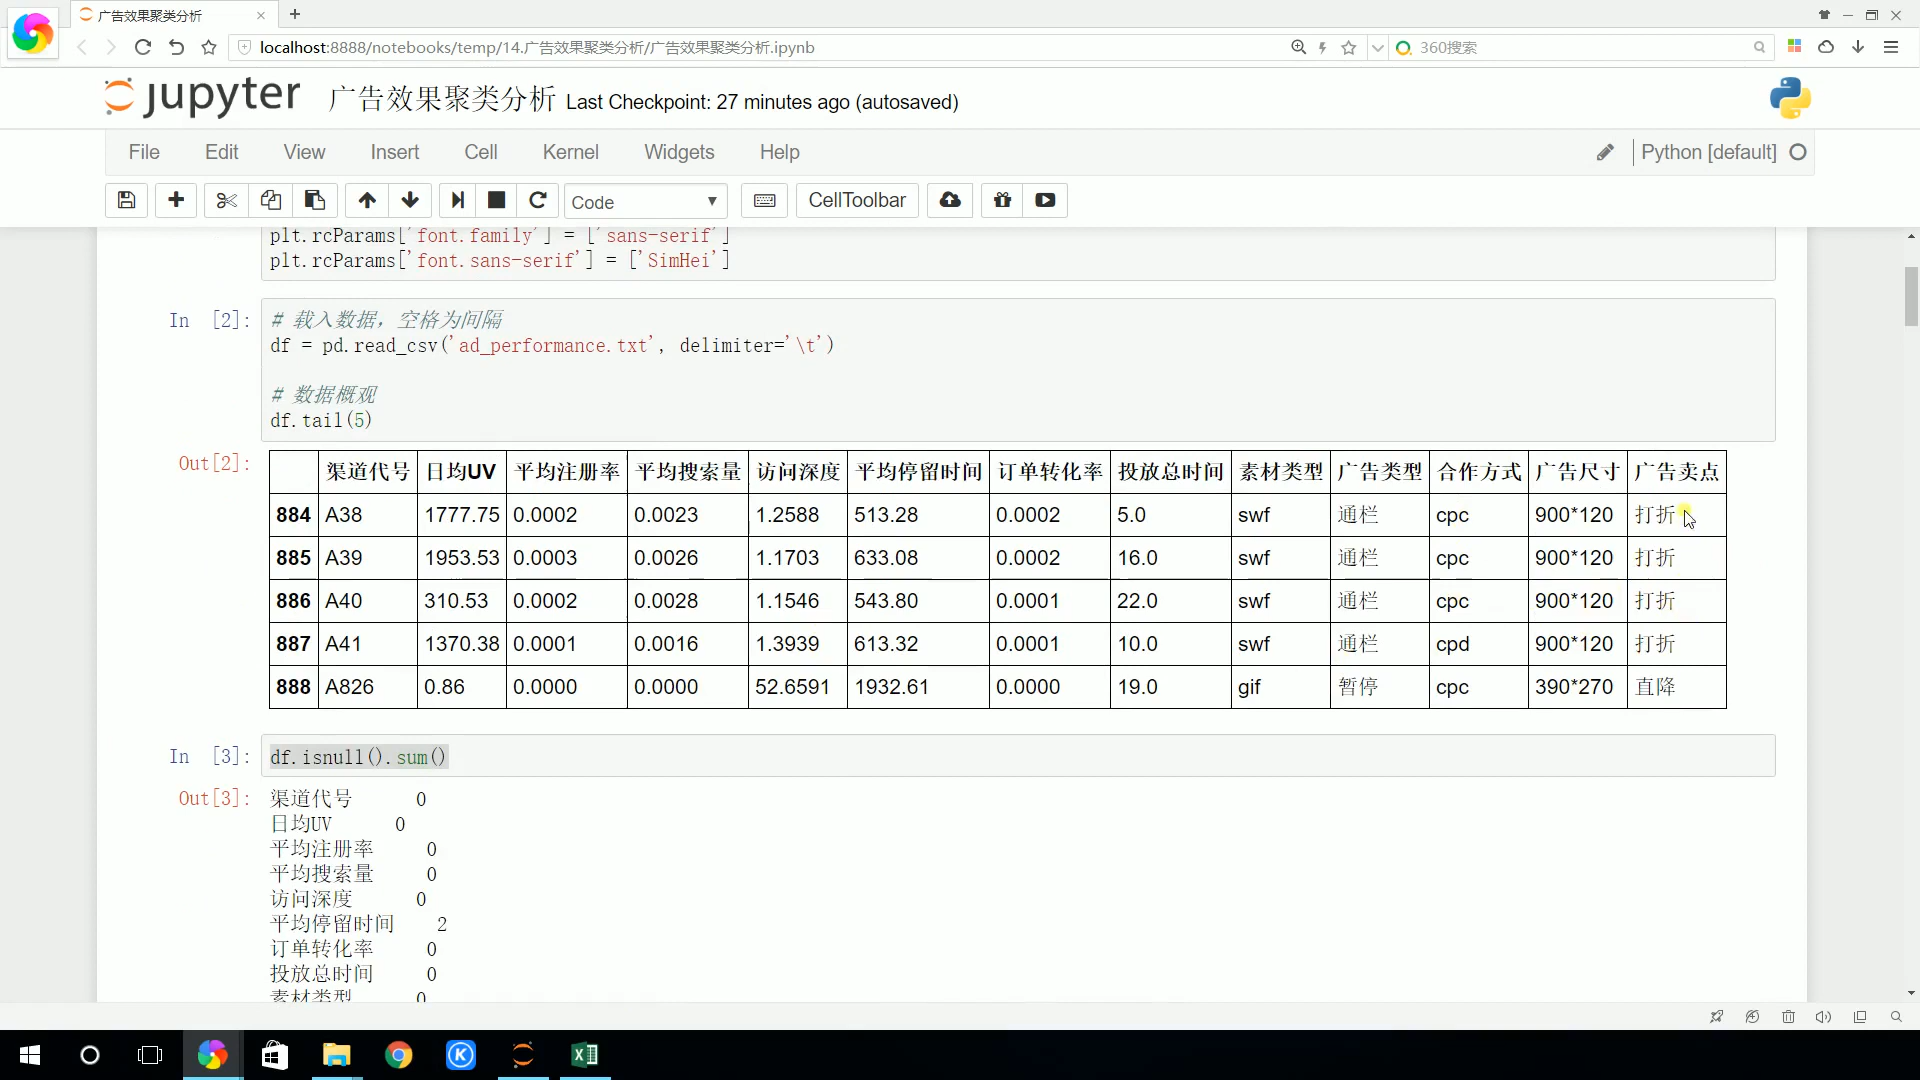 广告效果聚类分析
localhost:8888/notebooks/temp/14.广告效果聚类分析/广告效果聚类分析.ipynb
360搜索
jupyter 广告效果聚类分析 Last Checkpoint: 27 minutes ago (autosaved)
File Edit View Insert Cell Kernel Widgets Help Python [default]
Code CellToolbar
plt.rcParams['font.family'] = ['sans-serif']
plt.rcParams['font.sans-serif'] = ['SimHei']
In [2]: # 载入数据，空格为间隔
df = pd.read_csv('ad_performance.txt', delimiter='\t')
# 数据概观
df.tail(5)
Out[2]:
渠道代号 日均UV 平均注册率 平均搜索量 访问深度 平均停留时间 订单转化率 投放总时间 素材类型 广告类型 合作方式 广告尺寸 广告卖点
884 A38 1777.75 0.0002 0.0023 1.2588 513.28 0.0002 5.0 swf 通栏 cpc 900*120 打折
885 A39 1953.53 0.0003 0.0026 1.1703 633.08 0.0002 16.0 swf 通栏 cpc 900*120 打折
886 A40 310.53 0.0002 0.0028 1.1546 543.80 0.0001 22.0 swf 通栏 cpc 900*120 打折
887 A41 1370.38 0.0001 0.0016 1.3939 613.32 0.0001 10.0 swf 通栏 cpd 900*120 打折
888 A826 0.86 0.0000 0.0000 52.6591 1932.61 0.0000 19.0 gif 暂停 cpc 390*270 直降
In [3]: df.isnull().sum()
Out[3]: 渠道代号 0
日均UV 0
平均注册率 0
平均搜索量 0
访问深度 0
平均停留时间 2
订单转化率 0
投放总时间 0
素材类型 0